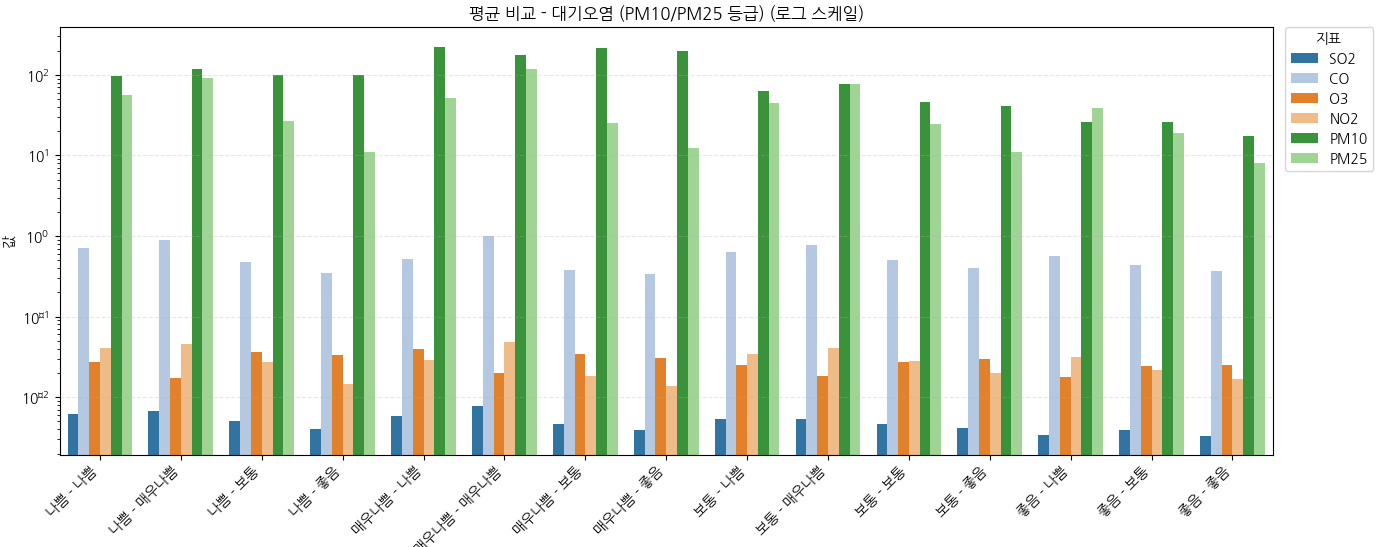 평균 비교 - 대기오염 (PM10/PM25 등급) (로그 스케일)
지표
SO2
CO
O3
NO2
PM10
PM25
값
10²
10¹
10⁰
10¤1
10¤2
나쁨 - 나쁨
나쁨 - 매우나쁨
나쁨 - 보통
나쁨 - 좋음
매우나쁨 - 나쁨
매우나쁨 - 매우나쁨
매우나쁨 - 보통
매우나쁨 - 좋음
보통 - 나쁨
보통 - 매우나쁨
보통 - 보통
보통 - 좋음
좋음 - 나쁨
좋음 - 보통
좋음 - 좋음